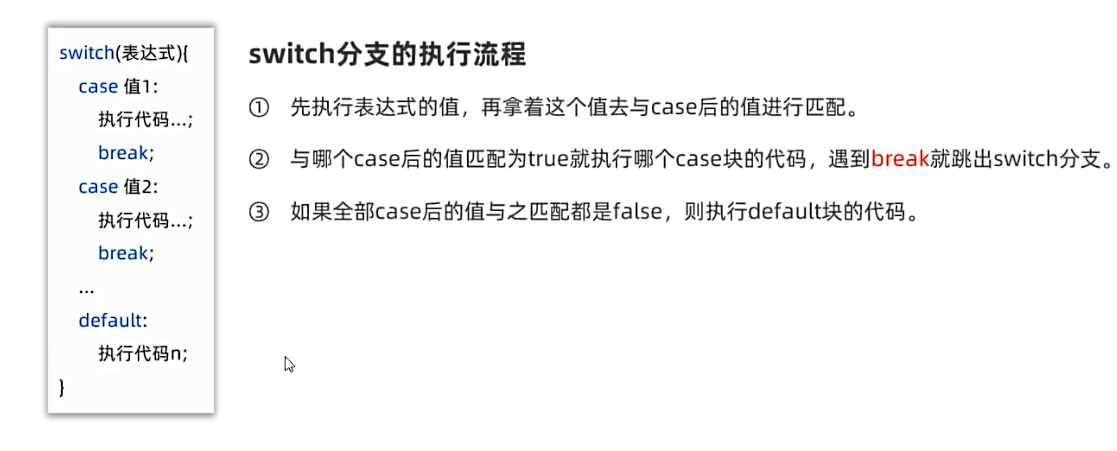 switch(表达式){
case 值1:
执行代码...;
break;
case 值2:
执行代码...;
break;
...
default:
执行代码n;
}
switch分支的执行流程
① 先执行表达式的值，再拿着这个值去与case后的值进行匹配。
② 与哪个case后的值匹配为true就执行哪个case块的代码，遇到break就跳出switch分支。
③ 如果全部case后的值与之匹配都是false，则执行default块的代码。